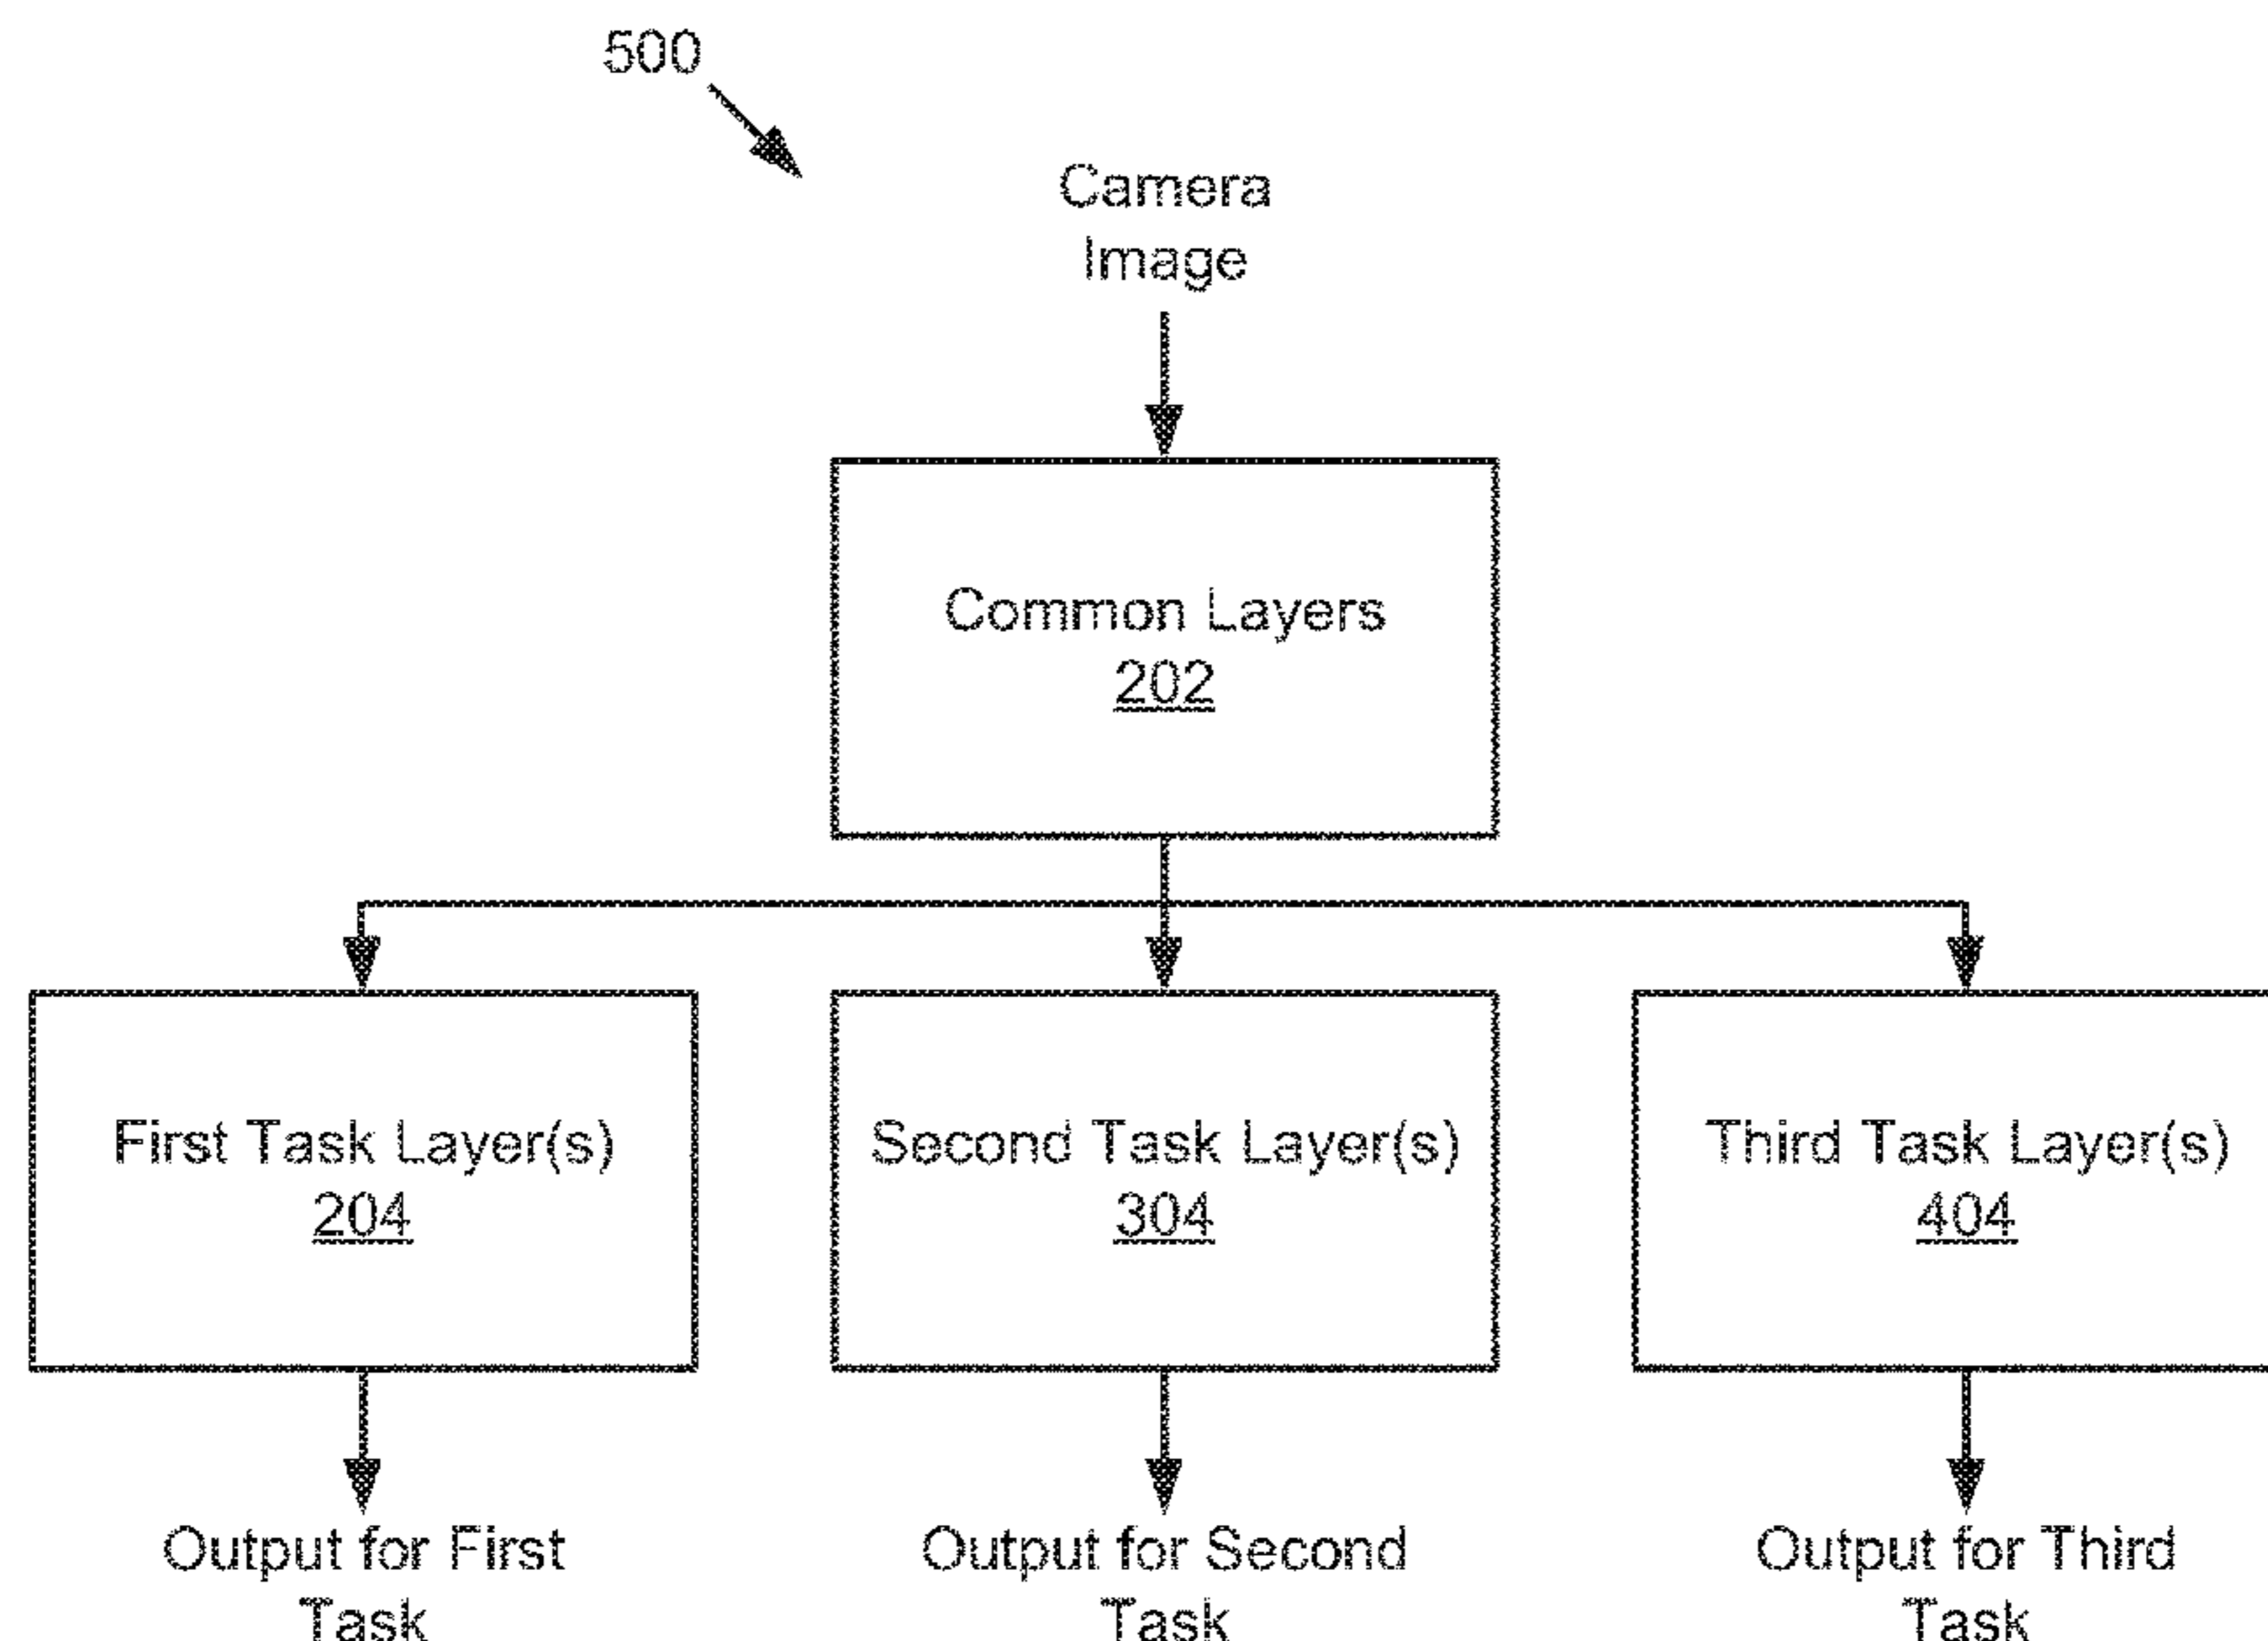 500
Camera
Image
Common Layers
202
First Task Layer(s)
204
Second Task Layer(s)
304
Third Task Layer(s)
404
Output for First
Task
Output for Second
Task
Output for Third
Task